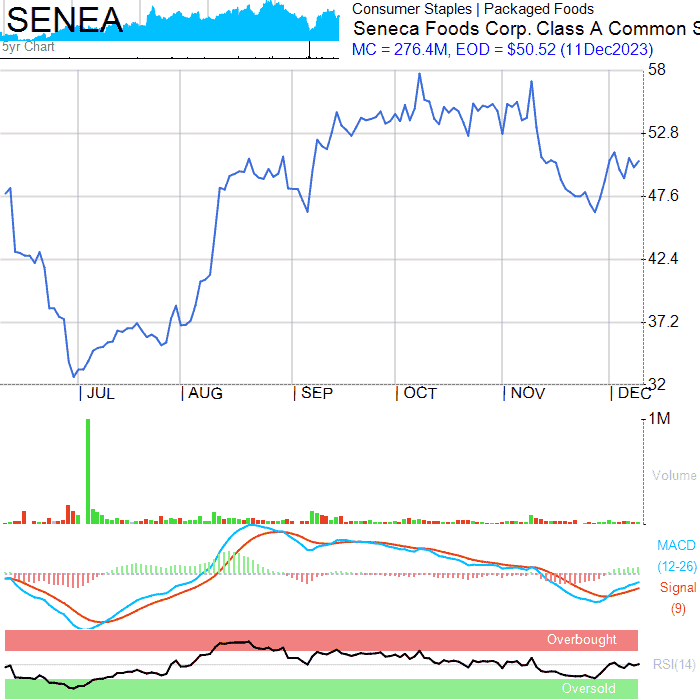 SENEA
5yr Chart
Consumer Staples | Packaged Foods
Seneca Foods Corp. Class A Common S
MC = 276.4M, EOD = $50.52 (11Dec2023)
58
52.8
47.6
42.4
37.2
32
JUL AUG SEP OCT NOV DEC
1M
Volume
MACD
(12-26)
Signal
(9)
Overbought
RSI(14)
Oversold